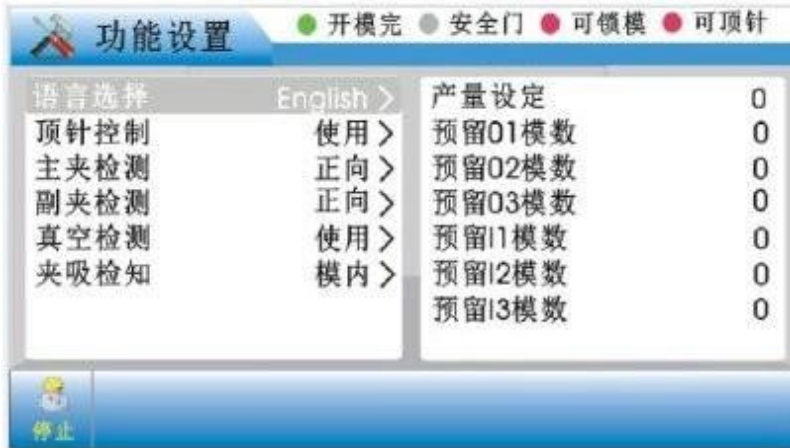 功能设置
开模完 安全门 可锁模 可顶针
语言选择 English >
顶针控制 使用 >
主夹检测 正向 >
副夹检测 正向 >
真空检测 使用 >
夹吸检知 模内 >
产量设定 0
预留01模数 0
预留02模数 0
预留03模数 0
预留I1模数 0
预留I2模数 0
预留I3模数 0
停止